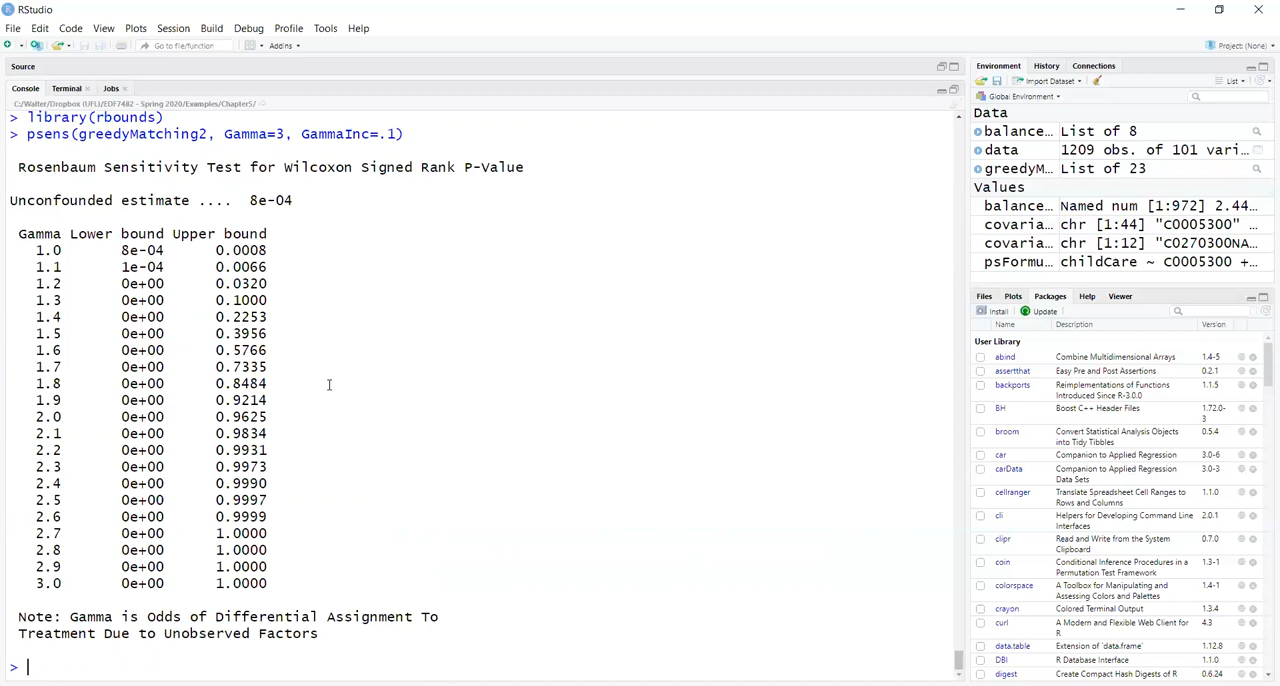 RStudio
File Edit Code View Plots Session Build Debug Profile Tools Help
Go to file/function Addins Project: (None)
Source
Console Terminal Jobs
C:/Walter/Dropbox (UFL)/EDF7482 - Spring 2020/Examples/Chapter5/
> library(rbounds)
> psens(greedyMatching2, Gamma=3, GammaInc=.1)
Rosenbaum Sensitivity Test for Wilcoxon Signed Rank P-Value
Unconfounded estimate .... 8e-04
Gamma Lower bound Upper bound
1.0 8e-04 0.0008
1.1 1e-04 0.0066
1.2 0e+00 0.0320
1.3 0e+00 0.1000
1.4 0e+00 0.2253
1.5 0e+00 0.3956
1.6 0e+00 0.5766
1.7 0e+00 0.7335
1.8 0e+00 0.8484
1.9 0e+00 0.9214
2.0 0e+00 0.9625
2.1 0e+00 0.9834
2.2 0e+00 0.9931
2.3 0e+00 0.9973
2.4 0e+00 0.9990
2.5 0e+00 0.9997
2.6 0e+00 0.9999
2.7 0e+00 1.0000
2.8 0e+00 1.0000
2.9 0e+00 1.0000
3.0 0e+00 1.0000
Note: Gamma is Odds of Differential Assignment To
Treatment Due to Unobserved Factors
>
Environment History Connections
Import Dataset List
Global Environment
Data
balance... List of 8
data 1209 obs. of 101 vari...
greedyM... List of 23
Values
balance... Named num [1:972] 2.44...
covaria... chr [1:44] "C0005300" ...
covaria... chr [1:12] "C0270300NA...
psFormu... childCare ~ C0005300 +...
Files Plots Packages Help Viewer
Install Update
Name Description Version
User Library
abind Combine Multidimensional Arrays 1.4-5
assertthat Easy Pre and Post Assertions 0.2.1
backports Reimplementations of Functions 1.1.5
Introduced Since R-3.0.0
BH Boost C++ Header Files 1.72.0-
3
broom Convert Statistical Analysis Objects 0.5.4
into Tidy Tibbles
car Companion to Applied Regression 3.0-6
carData Companion to Applied Regression 3.0-3
Data Sets
cellranger Translate Spreadsheet Cell Ranges to 1.1.0
Rows and Columns
cli Helpers for Developing Command Line 2.0.1
Interfaces
clipr Read and Write from the System 0.7.0
Clipboard
coin Conditional Inference Procedures in a 1.3-1
Permutation Test Framework
colorspace A Toolbox for Manipulating and 1.4-1
Assessing Colors and Palettes
crayon Colored Terminal Output 1.3.4
curl A Modern and Flexible Web Client for 4.3
R
data.table Extension of `data.frame` 1.12.8
DBI R Database Interface 1.1.0
digest Create Compact Hash Digests of R 0.6.24